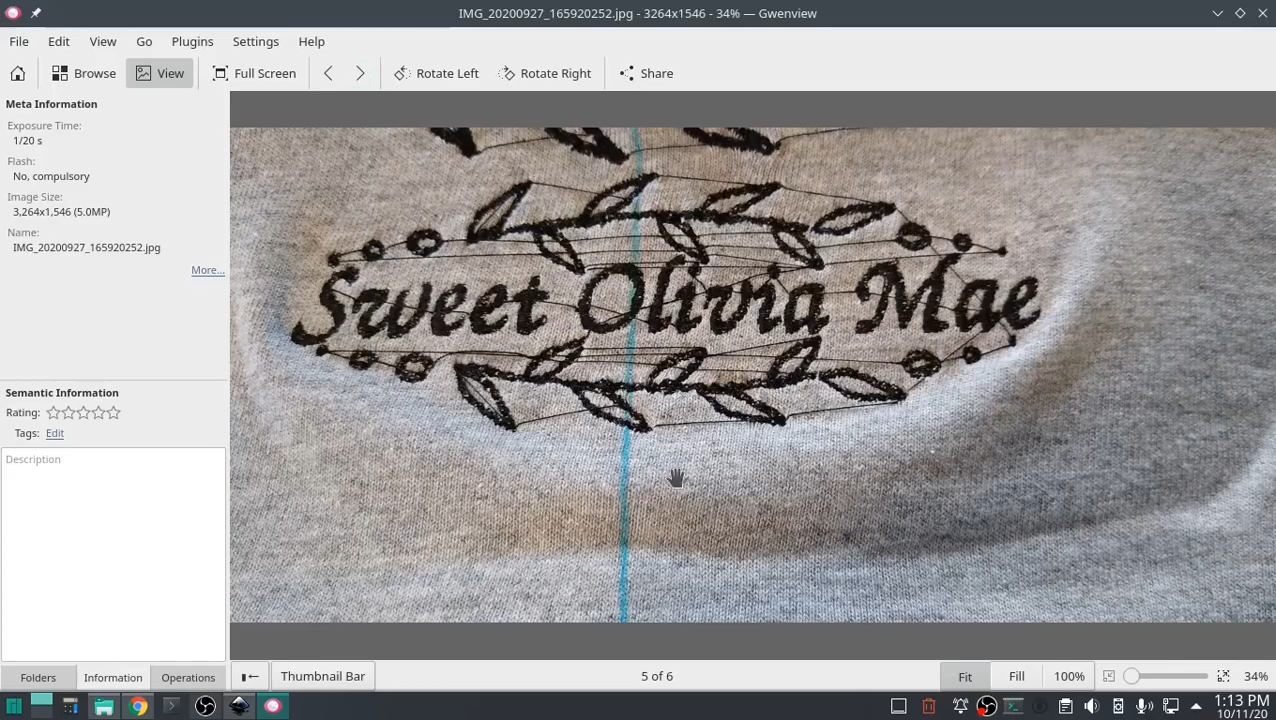 IMG_20200927_165920252.jpg - 3264x1546 - 34% — Gwenview
File Edit View Go Plugins Settings Help
Browse View Full Screen Rotate Left Rotate Right Share
Meta Information
Exposure Time:
1/20 s
Flash:
No, compulsory
Image Size:
3,264x1,546 (5.0MP)
Name:
IMG_20200927_165920252.jpg
More...
Sweet Olivia Mae
Semantic Information
Rating:
Tags: Edit
Description
Folders Information Operations Thumbnail Bar 5 of 6 Fit Fill 100% 34%
1:13 PM
10/11/20